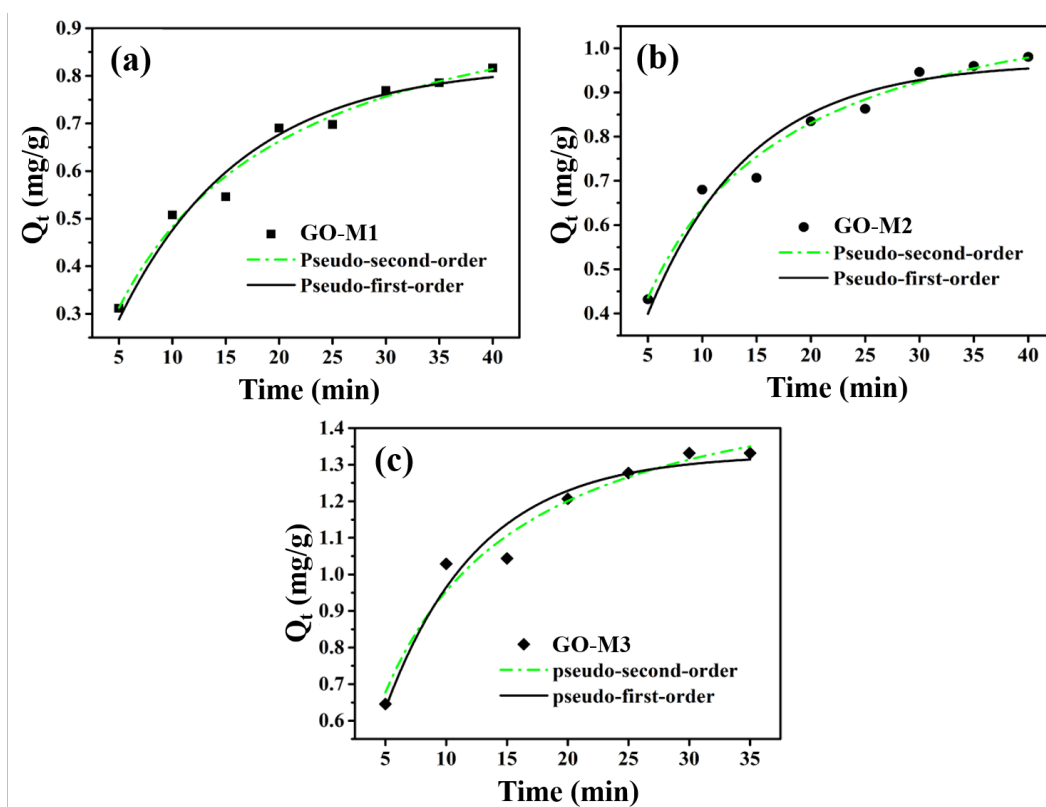 (a)
0.9
0.8
0.7
0.6
0.5
0.4
0.3
Qt (mg/g)
GO-M1
Pseudo-second-order
Pseudo-first-order
5 10 15 20 25 30 35 40
Time (min)
(b)
1.0
0.9
0.8
0.7
0.6
0.5
0.4
Qt (mg/g)
GO-M2
Pseudo-second-order
Pseudo-first-order
5 10 15 20 25 30 35 40
Time (min)
(c)
1.4
1.3
1.2
1.1
1.0
0.9
0.8
0.7
0.6
Qt (mg/g)
GO-M3
pseudo-second-order
pseudo-first-order
5 10 15 20 25 30 35
Time (min)